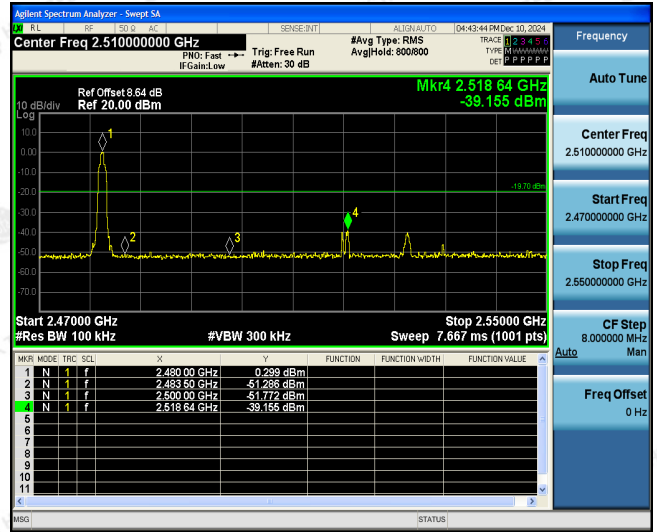 Agilent Spectrum Analyzer - Swept SA
LXI RL RF 50 Ω AC SENSE:INT ALIGN AUTO 04:43:44 PM Dec 10, 2024
Center Freq 2.510000000 GHz
PNO: Fast
IFGain:Low
Trig: Free Run
#Atten: 30 dB
#Avg Type: RMS
Avg|Hold: 800/800
TRACE 1 2 3 4 5 6
TYPE M
DET P P P P P P
Ref Offset 8.64 dB
Ref 20.00 dBm
10 dB/div
Log
Mkr4 2.518 64 GHz
-39.155 dBm
10.0
0.00
-10.0
-20.0
-30.0
-40.0
-50.0
-60.0
-70.0
1
2
3
4
-19.70 dBm
Start 2.47000 GHz
Stop 2.55000 GHz
#Res BW 100 kHz
#VBW 300 kHz
Sweep 7.667 ms (1001 pts)
MKR MODE TRC SCL X Y FUNCTION FUNCTION WIDTH FUNCTION VALUE
1 N 1 f 2.480 00 GHz 0.299 dBm
2 N 1 f 2.483 50 GHz -51.286 dBm
3 N 1 f 2.500 00 GHz -51.772 dBm
4 N 1 f 2.518 64 GHz -39.155 dBm
5
6
7
8
9
10
11
MSG
STATUS
Frequency
Auto Tune
Center Freq
2.510000000 GHz
Start Freq
2.470000000 GHz
Stop Freq
2.550000000 GHz
CF Step
8.000000 MHz
Auto Man
Freq Offset
0 Hz